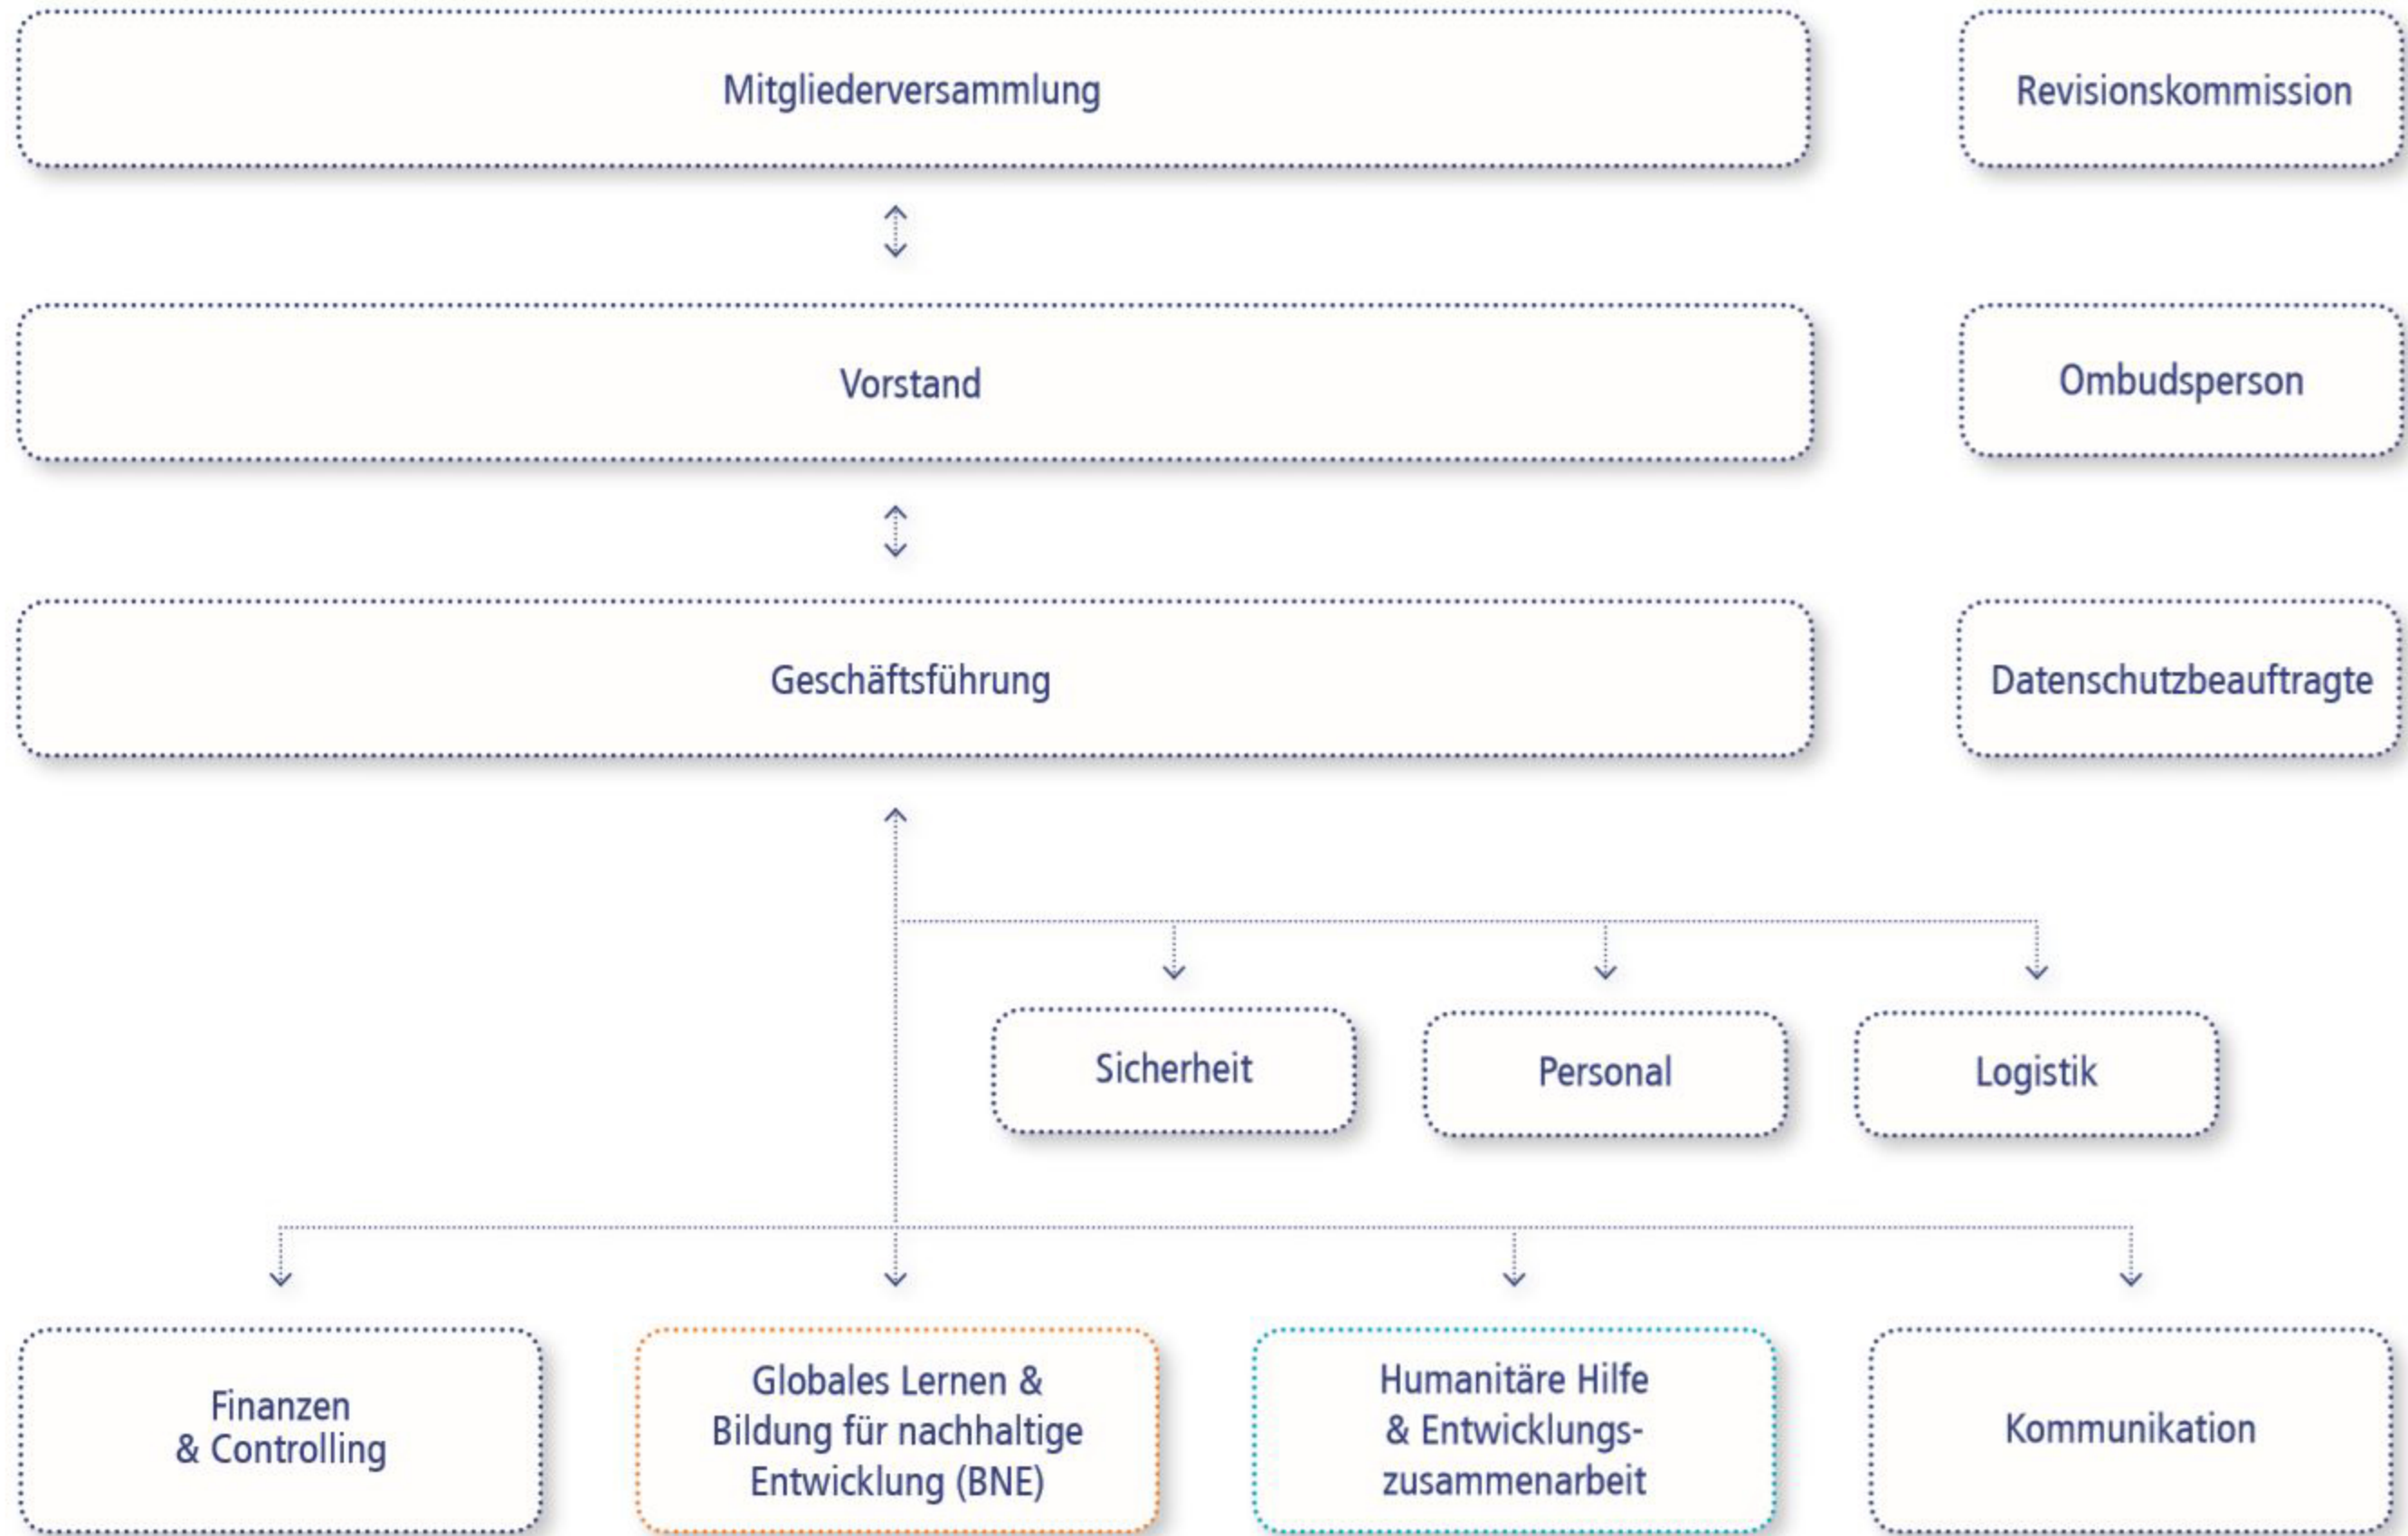 Mitgliederversammlung
Revisionskommission
Vorstand
Ombudsperson
Geschäftsführung
Datenschutzbeauftragte
Sicherheit
Personal
Logistik
Finanzen
& Controlling
Globales Lernen &
Bildung für nachhaltige
Entwicklung (BNE)
Humanitäre Hilfe
& Entwicklungs-
zusammenarbeit
Kommunikation